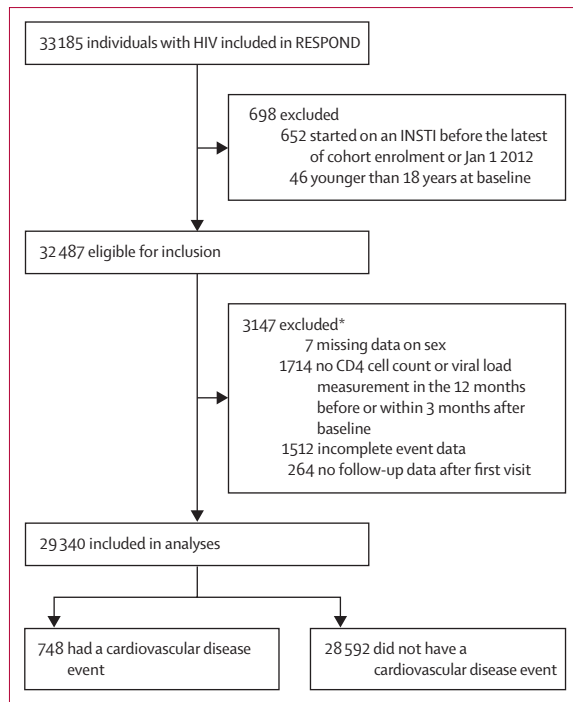 33 185 individuals with HIV included in RESPOND
698 excluded
652 started on an INSTI before the latest
of cohort enrolment or Jan 1 2012
46 younger than 18 years at baseline
32 487 eligible for inclusion
3147 excluded*
7 missing data on sex
1714 no CD4 cell count or viral load
measurement in the 12 months
before or within 3 months after
baseline
1512 incomplete event data
264 no follow-up data after first visit
29 340 included in analyses
748 had a cardiovascular disease
event
28 592 did not have a
cardiovascular disease event